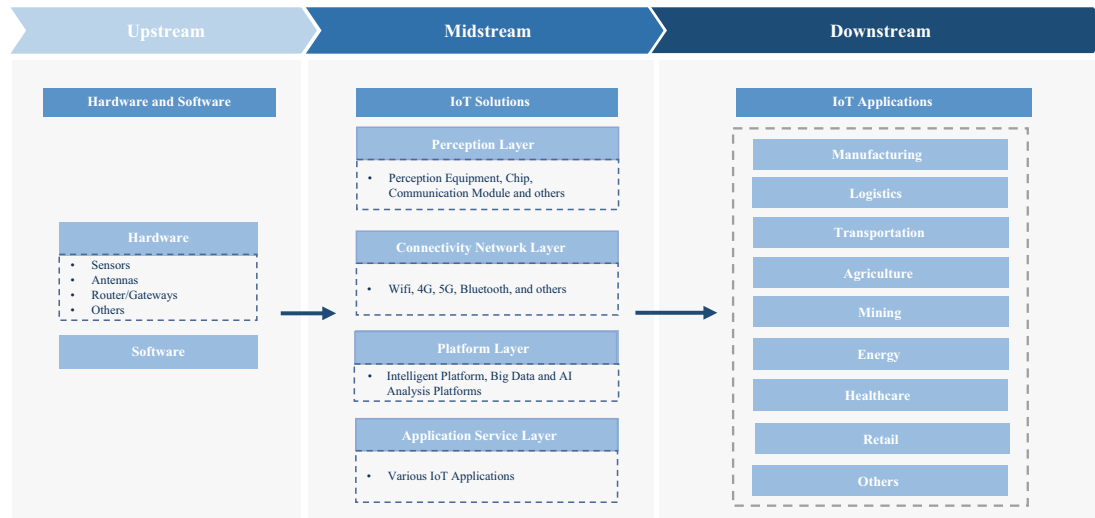 Upstream
Midstream
Downstream
Hardware and Software
Hardware
• Sensors
• Antennas
• Router/Gateways
• Others
Software
IoT Solutions
Perception Layer
• Perception Equipment, Chip,
Communication Module and others
Connectivity Network Layer
• Wifi, 4G, 5G, Bluetooth, and others
Platform Layer
• Intelligent Platform, Big Data and AI
Analysis Platforms
Application Service Layer
• Various IoT Applications
IoT Applications
Manufacturing
Logistics
Transportation
Agriculture
Mining
Energy
Healthcare
Retail
Others